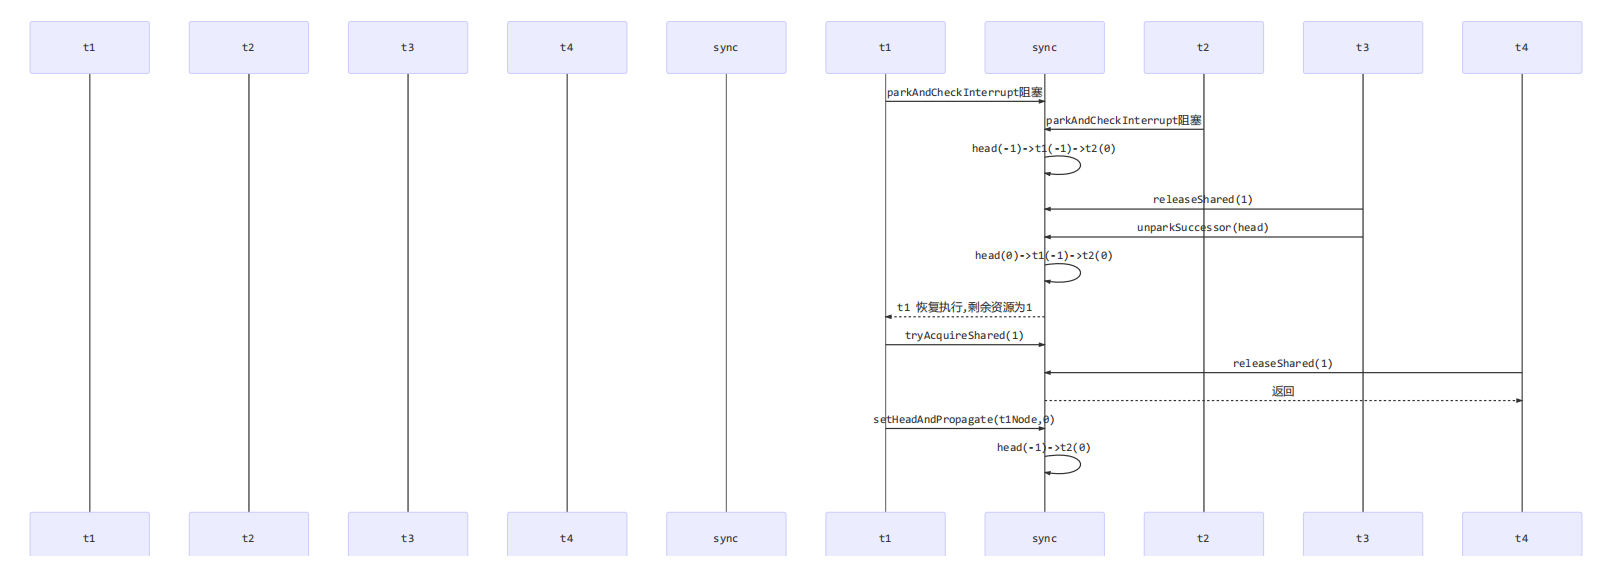 t1 t2 t3 t4 sync t1 sync t2 t3 t4
parkAndCheckInterrupt阻塞
parkAndCheckInterrupt阻塞
head(-1)->t1(-1)->t2(0)
releaseShared(1)
unparkSuccessor(head)
head(0)->t1(-1)->t2(0)
t1 恢复执行,剩余资源为1
tryAcquireShared(1)
releaseShared(1)
返回
setHeadAndPropagate(t1Node,0)
head(-1)->t2(0)
t1 t2 t3 t4 sync t1 sync t2 t3 t4